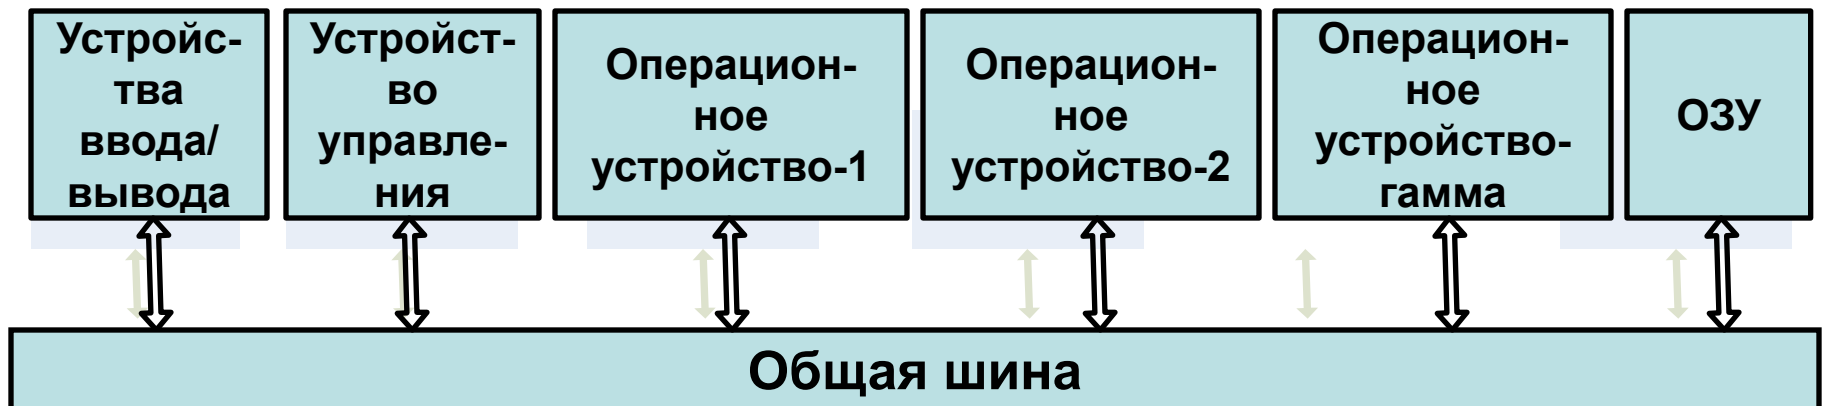 Устройс-
тва
ввода/
вывода
Устройст-
во
управле-
ния
Операцион-
ное
устройство-1
Операцион-
ное
устройство-2
Операцион-
ное
устройство-
гамма
ОЗУ
Общая шина